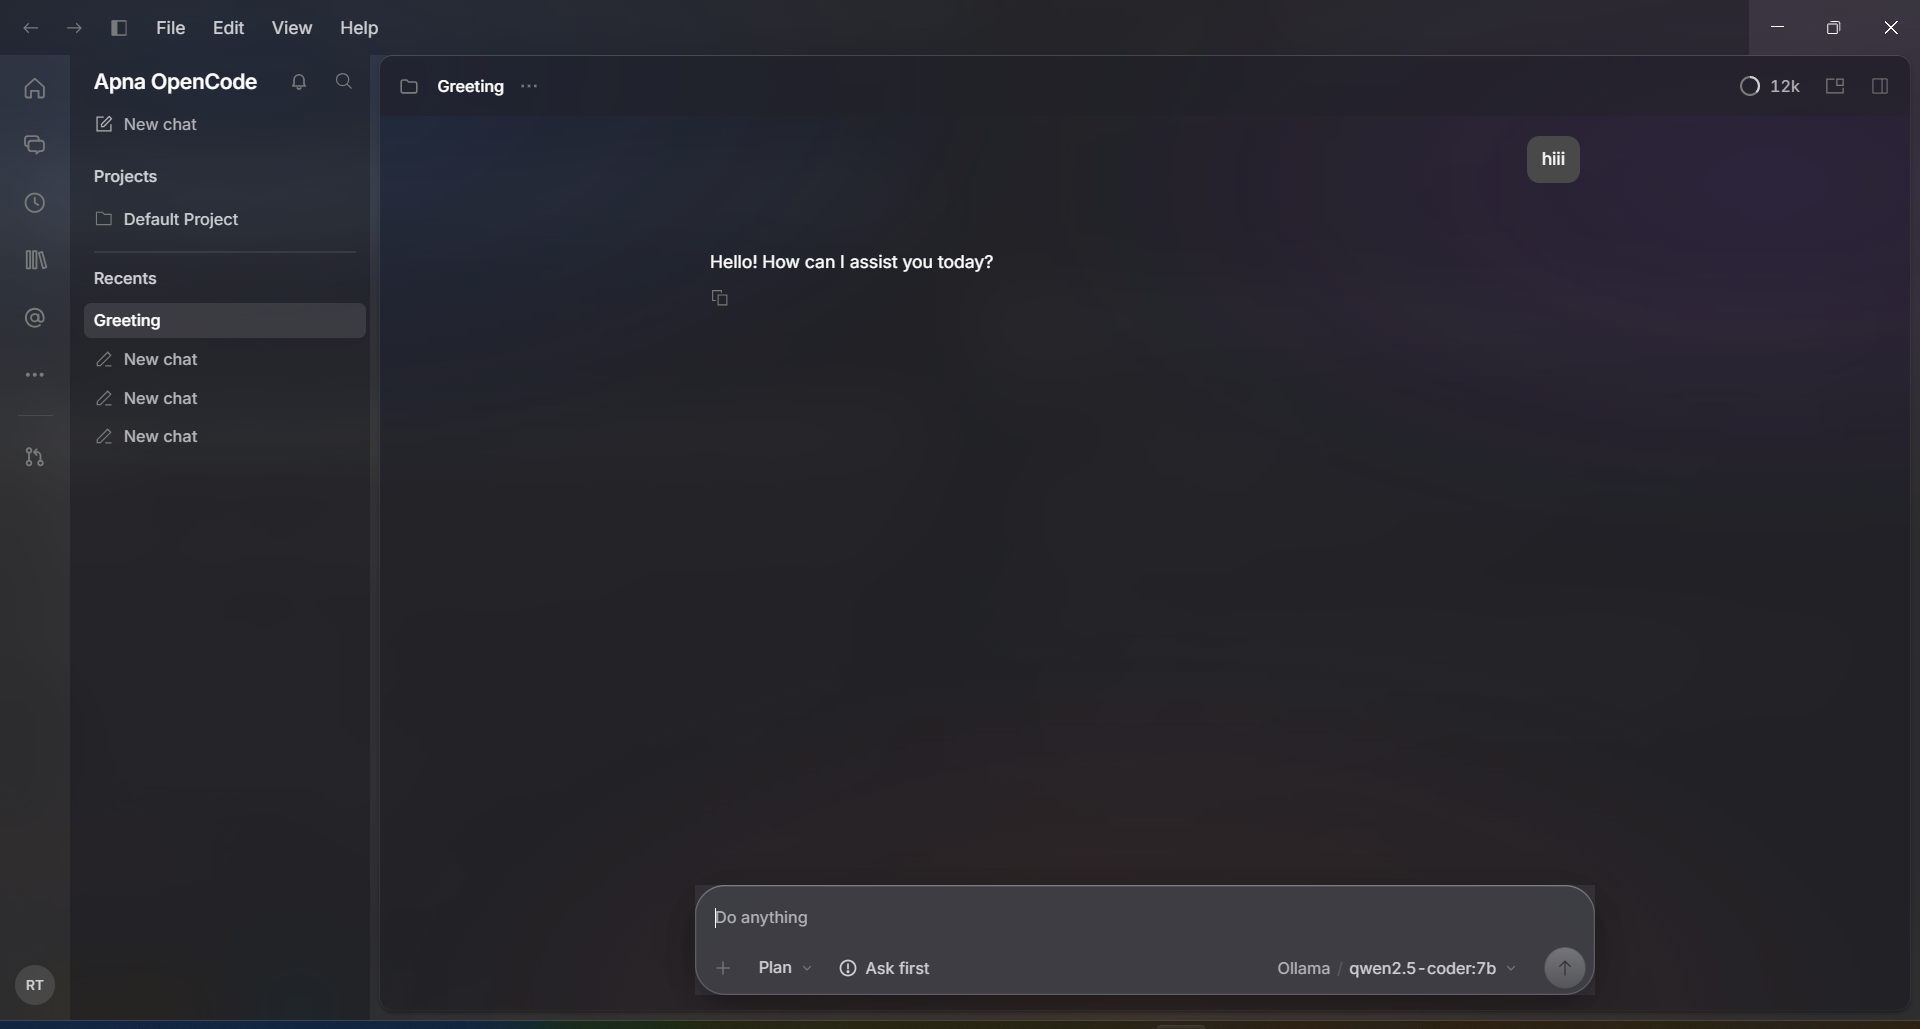 File Edit View Help
Apna OpenCode
New chat
Projects
Default Project
Recents
Greeting
New chat
New chat
New chat
RT
Greeting
12k
hiii
Hello! How can I assist you today?
Do anything
Plan
Ask first
Ollama / qwen2.5-coder:7b